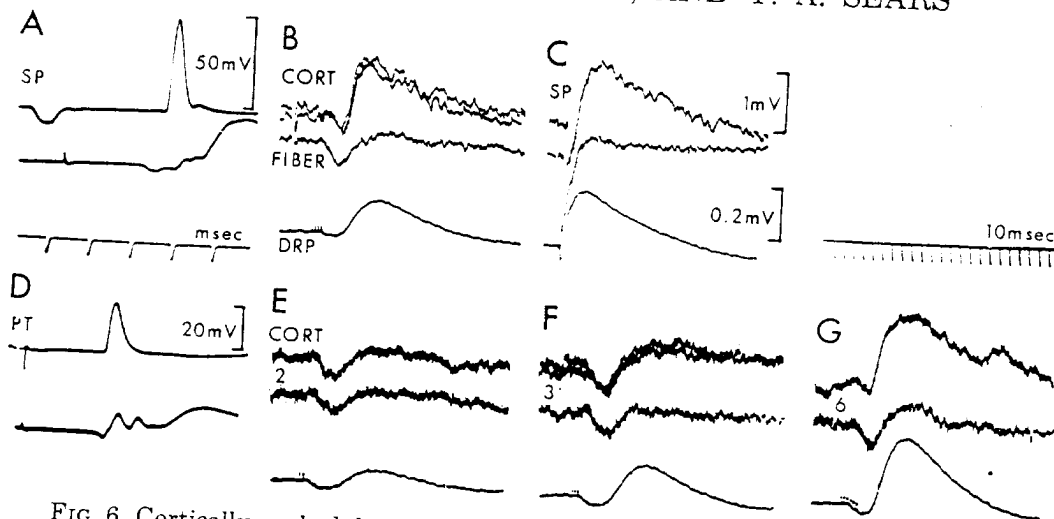 AND T. A. SEARS
A
SP
50mV
msec
B
CORT
FIBER
DRP
C
SP
1mV
0.2mV
10msec
D
PT
20mV
E
CORT
2
F
3
G
6
FIG. 6. Cortically